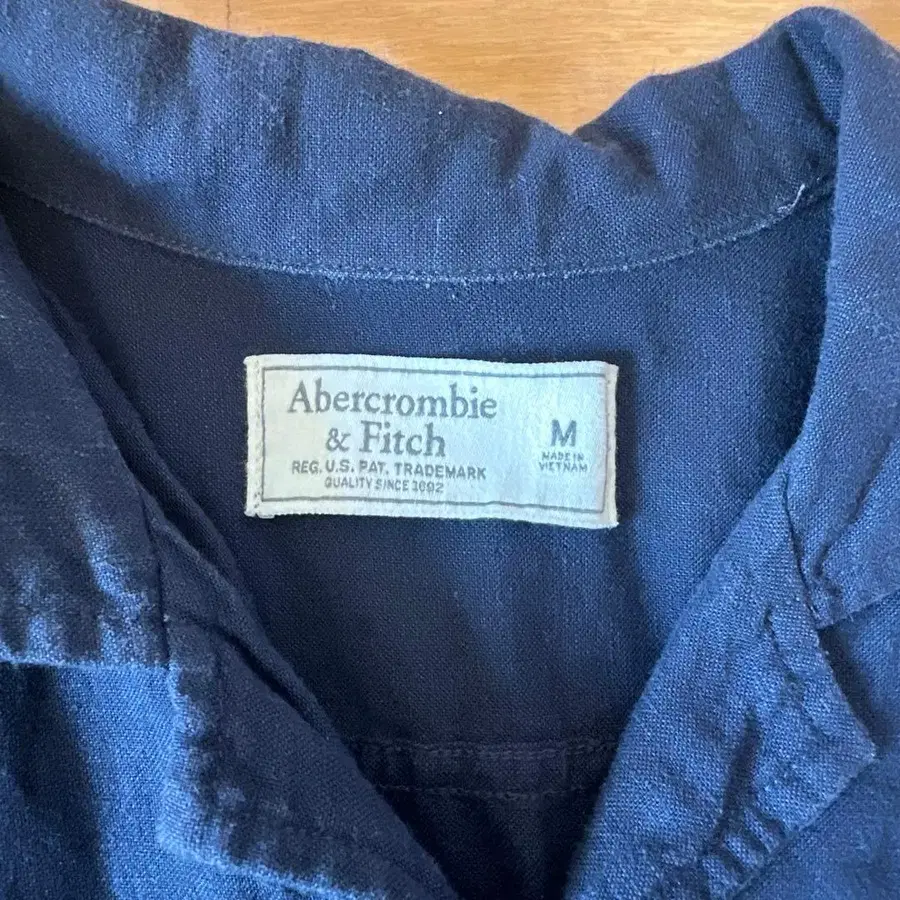 Abercrombie
& Fitch
REG. U.S. PAT. TRADEMARK
QUALITY SINCE 1892
M
MADE IN
VIETNAM